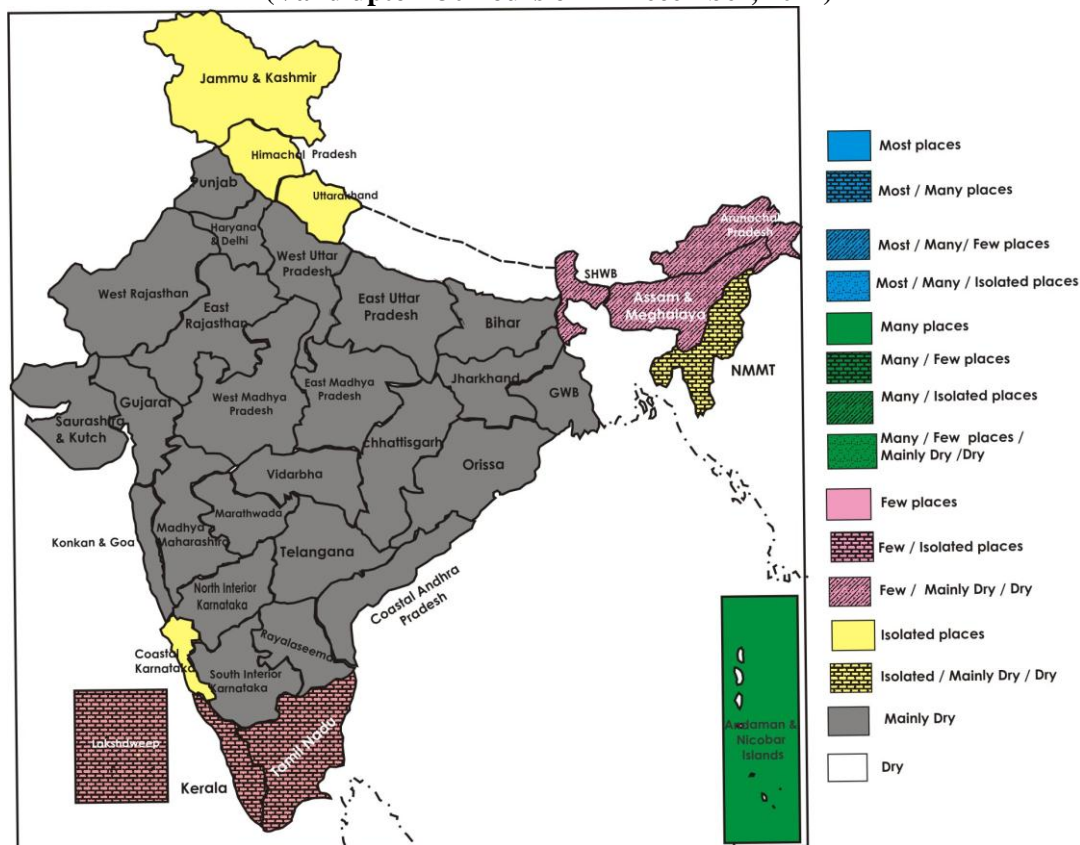 Jammu & Kashmir
Himachal Pradesh
Punjab
Uttarakhand
Haryana
& Delhi
West Uttar
Pradesh
Arunachal
Pradesh
SHWB
West Rajasthan
East
Rajasthan
East Uttar
Pradesh
Bihar
Assam &
Meghalaya
NMMT
Saurashtra
& Kutch
Gujarat
West Madhya
Pradesh
East Madhya
Pradesh
Jharkhand
GWB
Chhattisgarh
Orissa
Vidarbha
Konkan & Goa
Madhya
Maharashtra
Marathwada
Telangana
North Interior
Karnataka
Coastal Andhra
Pradesh
Rayalaseema
Coastal
Karnataka
South Interior
Karnataka
Lakshdweep
Kerala
Tamil Nadu
Andaman &
Nicobar
Islands
Most places
Most / Many places
Most / Many/ Few places
Most / Many / Isolated places
Many places
Many / Few places
Many / Isolated places
Many / Few places /
Mainly Dry /Dry
Few places
Few / Isolated places
Few / Mainly Dry / Dry
Isolated places
Isolated / Mainly Dry / Dry
Mainly Dry
Dry